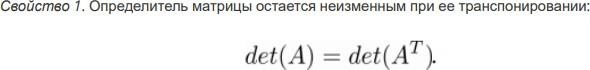 Свойство 1. Определитель матрицы остается неизменным при ее транспонировании:
det(A) = det(A^T).